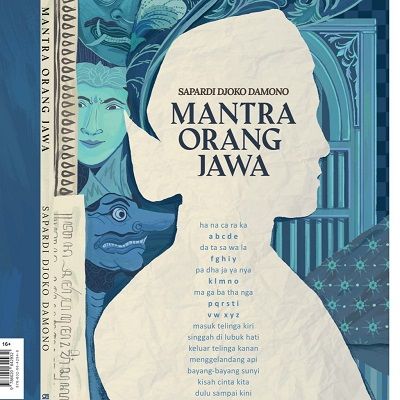 MANTRA ORANG JAWA
SAPARDI DJOKO DAMONO
16+
SAPARDI DJOKO DAMONO
MANTRA
ORANG
JAWA
ha na ca ra ka
a b c d e
da ta sa wa la
f g h i y
pa dha ja ya nya
k l m n o
ma ga ba tha nga
p q r s t i
v w x y z
masuk telinga kiri
singgah di lubuk hati
keluar telinga kanan
menggelandang api
bayang-bayang sunyi
kisah cinta kita
dulu sampai kini